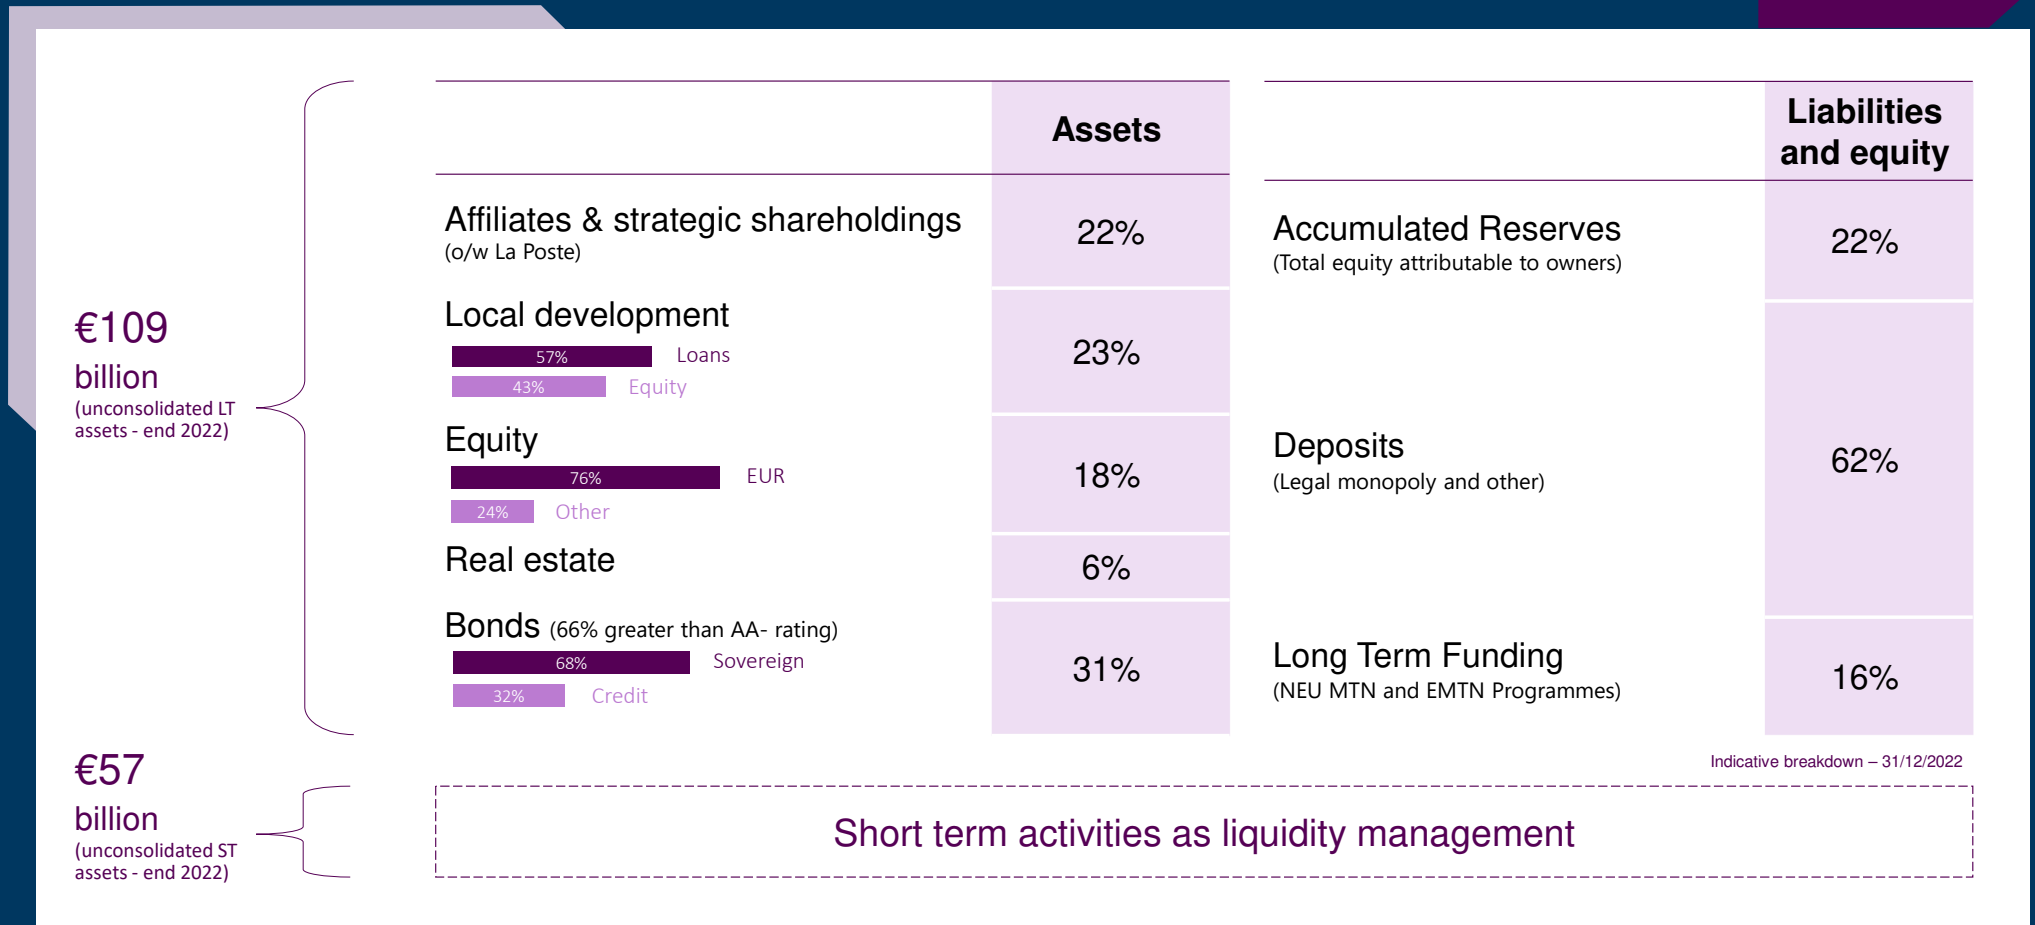 €109
billion
(unconsolidated LT
assets - end 2022)
Assets
Affiliates & strategic shareholdings
(o/w La Poste)
22%
Local development
57% Loans
43% Equity
23%
Equity
76% EUR
24% Other
18%
Real estate
6%
Bonds (66% greater than AA- rating)
68% Sovereign
32% Credit
31%
Liabilities
and equity
Accumulated Reserves
(Total equity attributable to owners)
22%
Deposits
(Legal monopoly and other)
62%
Long Term Funding
(NEU MTN and EMTN Programmes)
16%
Indicative breakdown – 31/12/2022
€57
billion
(unconsolidated ST
assets - end 2022)
Short term activities as liquidity management